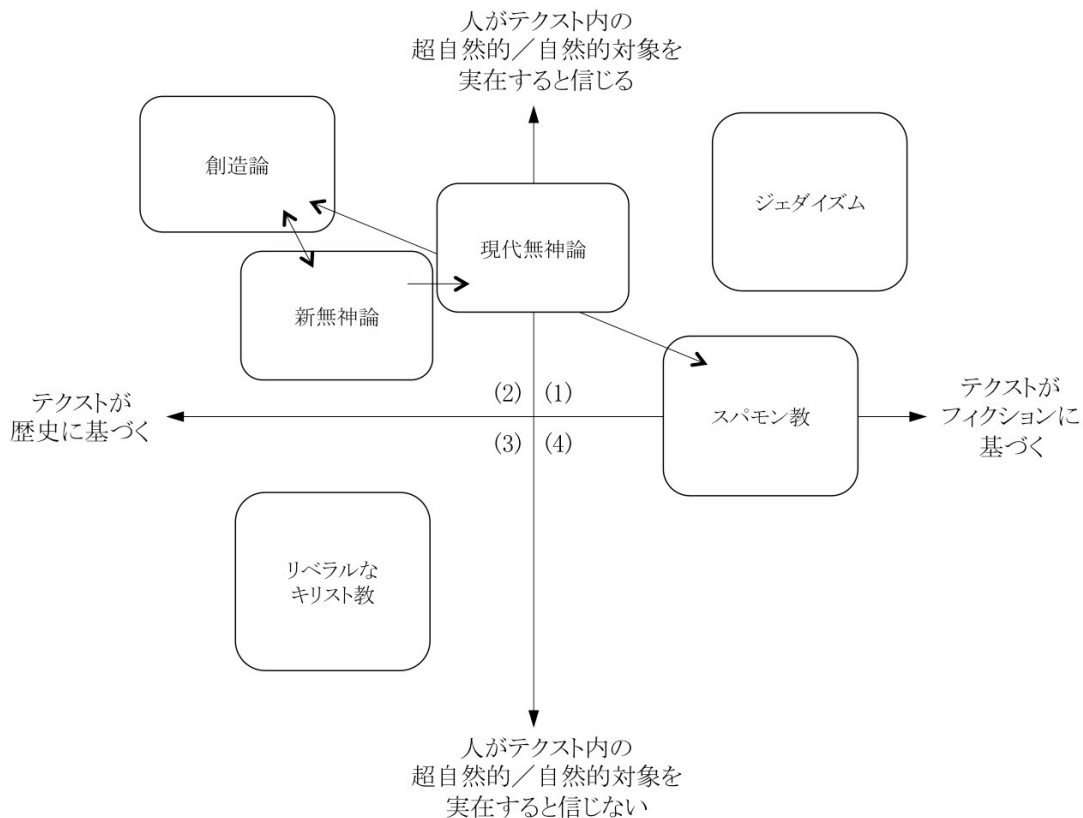 人がテクスト内の
超自然的／自然的対象を
実在すると信じる
創造論
ジェダイズム
現代無神論
新無神論
テクストが
歴史に基づく
(2)
(1)
(3)
(4)
スパモン教
テクストが
フィクションに
基づく
リベラルな
キリスト教
人がテクスト内の
超自然的／自然的対象を
実在すると信じない